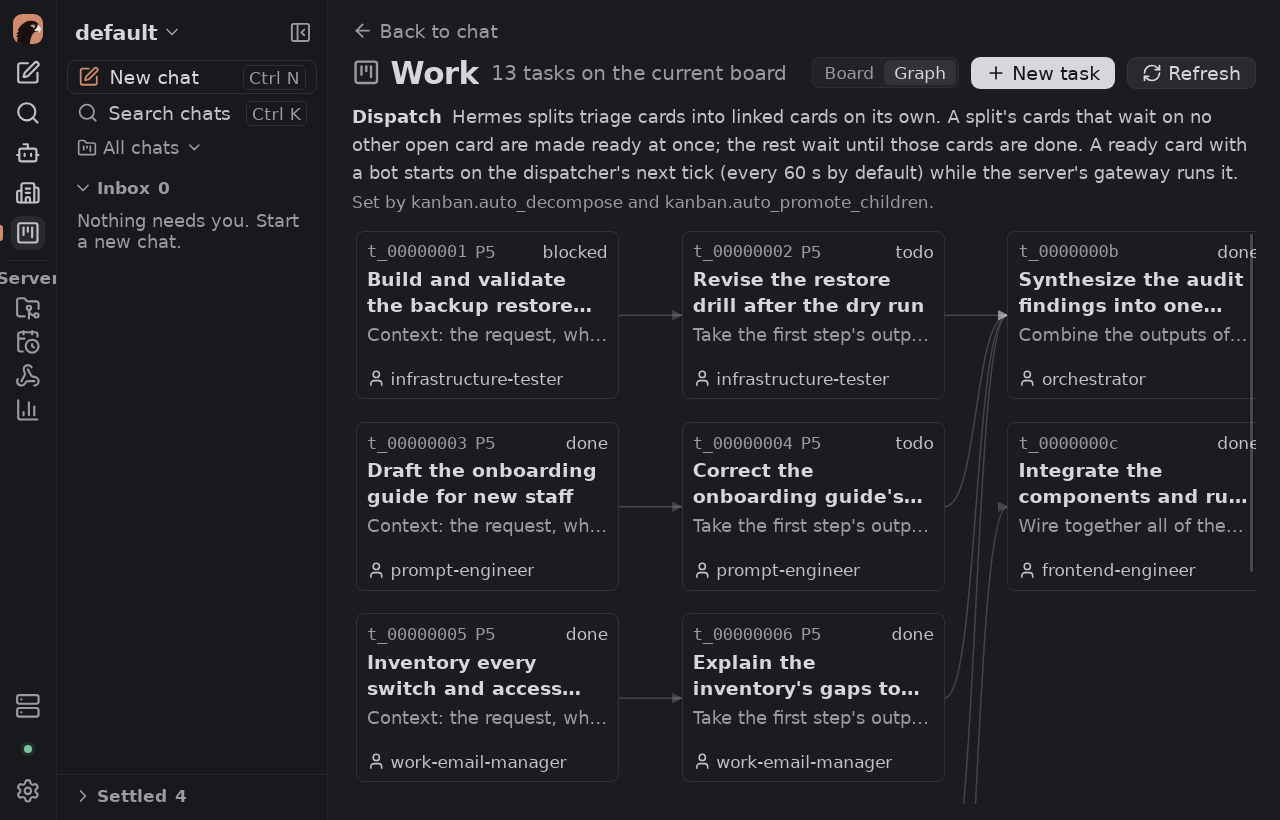 default
New chat
Ctrl N
Search chats
Ctrl K
All chats
Inbox 0
Nothing needs you. Start
a new chat.
Server
Settled 4
Back to chat
Work
13 tasks on the current board
Board
Graph
New task
Refresh
Dispatch Hermes splits triage cards into linked cards on its own. A split's cards that wait on no
other open card are made ready at once; the rest wait until those cards are done. A ready card with
a bot starts on the dispatcher's next tick (every 60 s by default) while the server's gateway runs it.
Set by kanban.auto_decompose and kanban.auto_promote_children.
t_00000001 P5 blocked
Build and validate
the backup restore…
Context: the request, wh…
infrastructure-tester
t_00000002 P5 todo
Revise the restore
drill after the dry run
Take the first step's outp…
infrastructure-tester
t_0000000b done
Synthesize the audit
findings into one…
Combine the outputs of…
orchestrator
t_00000003 P5 done
Draft the onboarding
guide for new staff
Context: the request, wh…
prompt-engineer
t_00000004 P5 todo
Correct the
onboarding guide's…
Take the first step's outp…
prompt-engineer
t_0000000c done
Integrate the
components and ru…
Wire together all of the…
frontend-engineer
t_00000005 P5 done
Inventory every
switch and access…
Context: the request, wh…
work-email-manager
t_00000006 P5 done
Explain the
inventory's gaps to…
Take the first step's outp…
work-email-manager